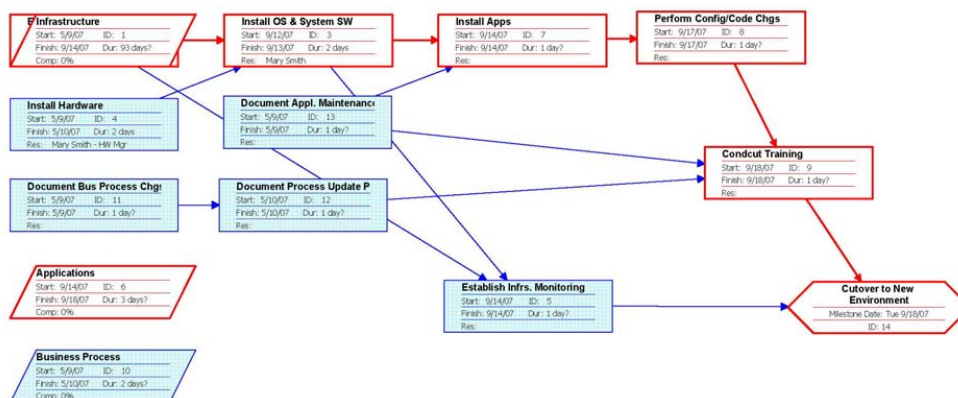 Infrastructure
Start: 5/9/07 ID: 1
Finish: 9/14/07 Dur: 93 days?
Comp: 0%
Install OS & System SW
Start: 9/12/07 ID: 3
Finish: 9/13/07 Dur: 2 days
Res: Mary Smith
Install Apps
Start: 9/14/07 ID: 7
Finish: 9/14/07 Dur: 1 day?
Res:
Perform Config/Code Chgs
Start: 9/17/07 ID: 8
Finish: 9/17/07 Dur: 1 day?
Res:
Install Hardware
Start: 5/9/07 ID: 4
Finish: 5/10/07 Dur: 2 days
Res: Mary Smith - HW Mgr
Document Appl. Maintenance
Start: 5/9/07 ID: 13
Finish: 5/9/07 Dur: 1 day?
Res:
Condcut Training
Start: 9/18/07 ID: 9
Finish: 9/18/07 Dur: 1 day?
Res:
Document Bus Process Chgs
Start: 5/9/07 ID: 11
Finish: 5/9/07 Dur: 1 day?
Res:
Document Process Update P
Start: 5/10/07 ID: 12
Finish: 5/10/07 Dur: 1 day?
Res:
Applications
Start: 9/14/07 ID: 6
Finish: 9/18/07 Dur: 3 days?
Comp: 0%
Establish Infrs. Monitoring
Start: 9/14/07 ID: 5
Finish: 9/14/07 Dur: 1 day?
Res:
Cutover to New
Environment
Milestone Date: Tue 9/18/07
ID: 14
Business Process
Start: 5/9/07 ID: 10
Finish: 5/10/07 Dur: 2 days?
Comp: 0%